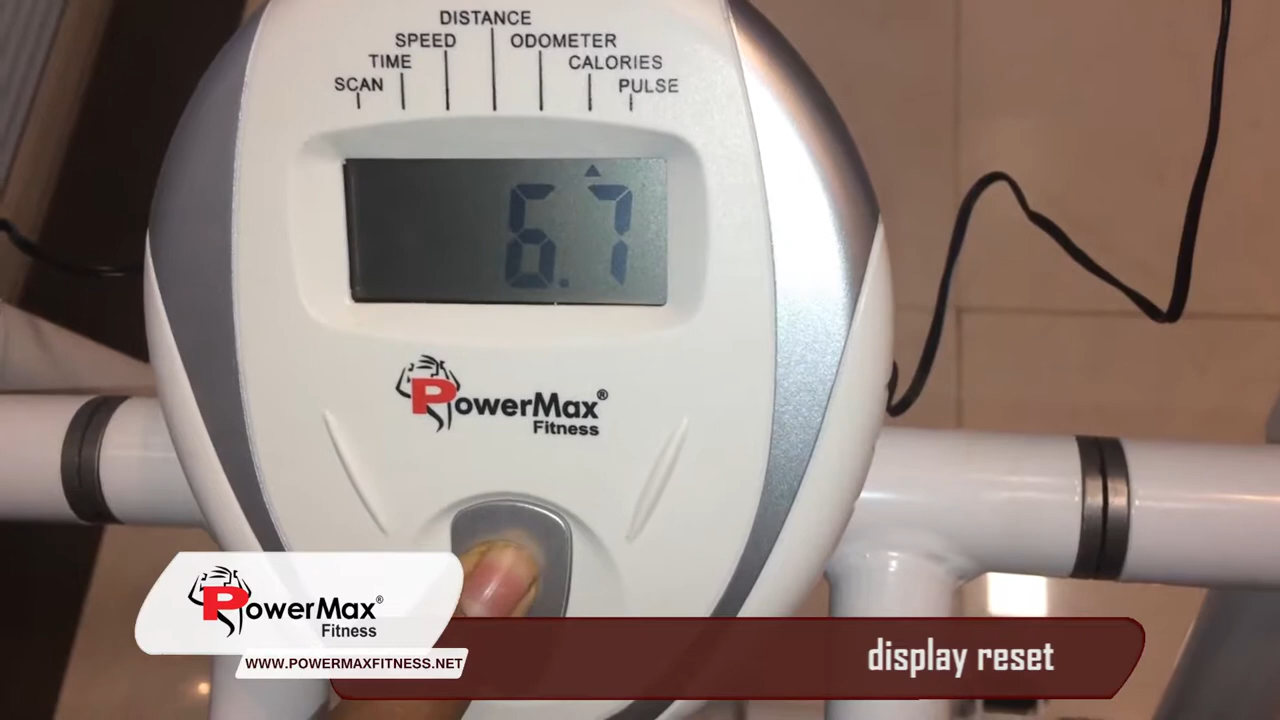 DISTANCE
SPEED ODOMETER
TIME CALORIES
SCAN PULSE
6.7
PowerMax®
Fitness
PowerMax®
Fitness
WWW.POWERMAXFITNESS.NET
display reset